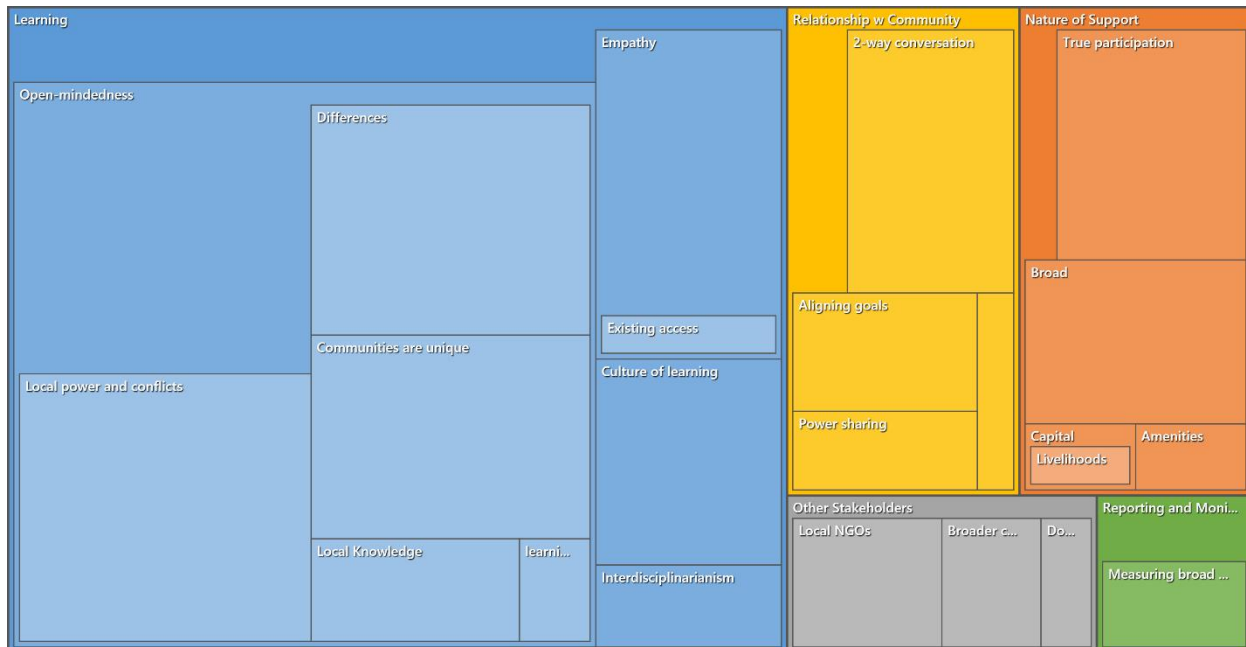 Learning
Open-mindedness
Differences
Communities are unique
Local power and conflicts
Local Knowledge
learni...
Empathy
Existing access
Culture of learning
Interdisciplinarianism
Relationship w Community
2-way conversation
Aligning goals
Power sharing
Nature of Support
True participation
Broad
Capital
Livelihoods
Amenities
Other Stakeholders
Local NGOs
Broader c...
Do...
Reporting and Moni...
Measuring broad ...